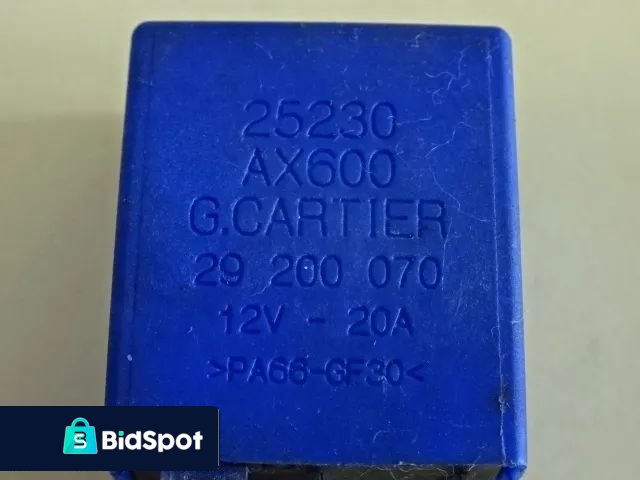 25230
AX600
G.CARTIER
29 200 070
12V - 20A
>PA66-GF30<
BidSpot